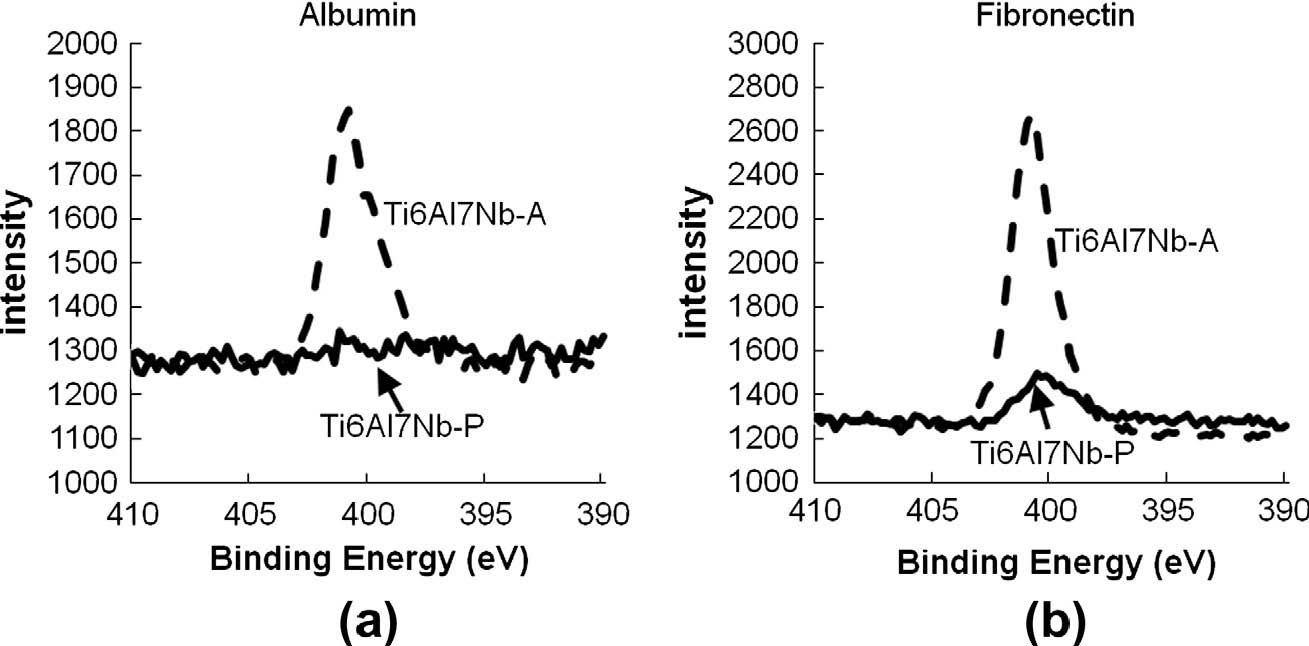 Albumin
2000
1900
1800
1700
1600
1500
1400
1300
1200
1100
1000
intensity
Ti6Al7Nb-A
Ti6Al7Nb-P
410 405 400 395 390
Binding Energy (eV)
(a)
Fibronectin
3000
2800
2600
2400
2200
2000
1800
1600
1400
1200
1000
intensity
Ti6Al7Nb-A
Ti6Al7Nb-P
410 405 400 395 390
Binding Energy (eV)
(b)